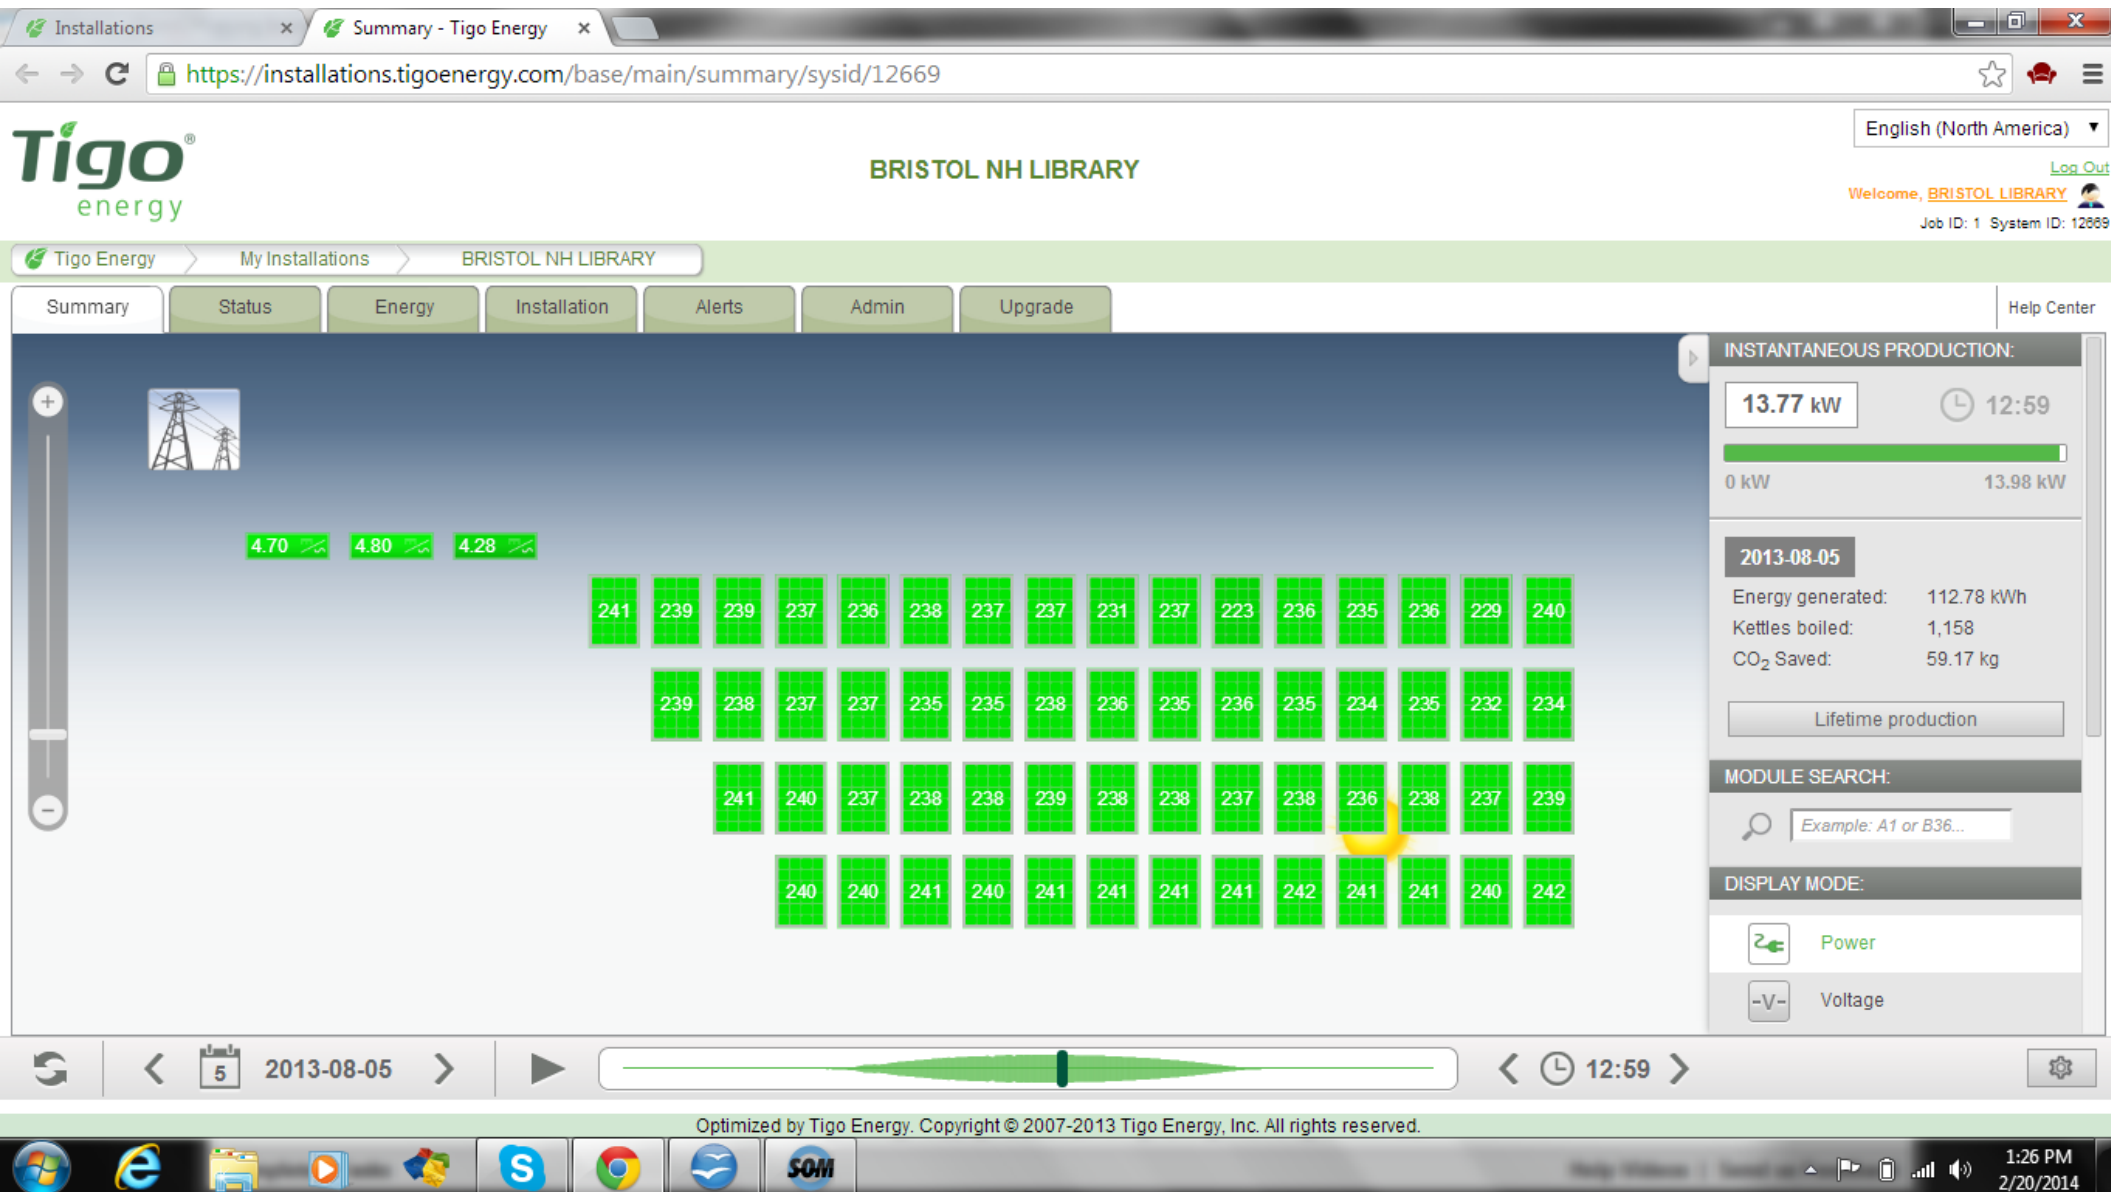 Installations
Summary - Tigo Energy
https://installations.tigoenergy.com/base/main/summary/sysid/12669
Tigo®
energy
BRISTOL NH LIBRARY
English (North America)
Log Out
Welcome, BRISTOL LIBRARY
Job ID: 1 System ID: 12669
Tigo Energy My Installations BRISTOL NH LIBRARY
Summary Status Energy Installation Alerts Admin Upgrade Help Center
INSTANTANEOUS PRODUCTION:
13.77 kW 12:59
0 kW 13.98 kW
4.70 4.80 4.28
241 239 239 237 236 238 237 237 231 237 223 236 235 236 229 240
239 238 237 237 235 235 238 236 235 236 235 234 235 232 234
241 240 237 238 238 239 238 238 237 238 236 238 237 239
240 240 241 240 241 241 241 241 242 241 241 240 242
2013-08-05
Energy generated: 112.78 kWh
Kettles boiled: 1,158
CO2 Saved: 59.17 kg
Lifetime production
MODULE SEARCH:
Example: A1 or B36...
DISPLAY MODE:
Power
-V- Voltage
5 2013-08-05 12:59
Optimized by Tigo Energy. Copyright © 2007-2013 Tigo Energy, Inc. All rights reserved.
SOM
1:26 PM
2/20/2014